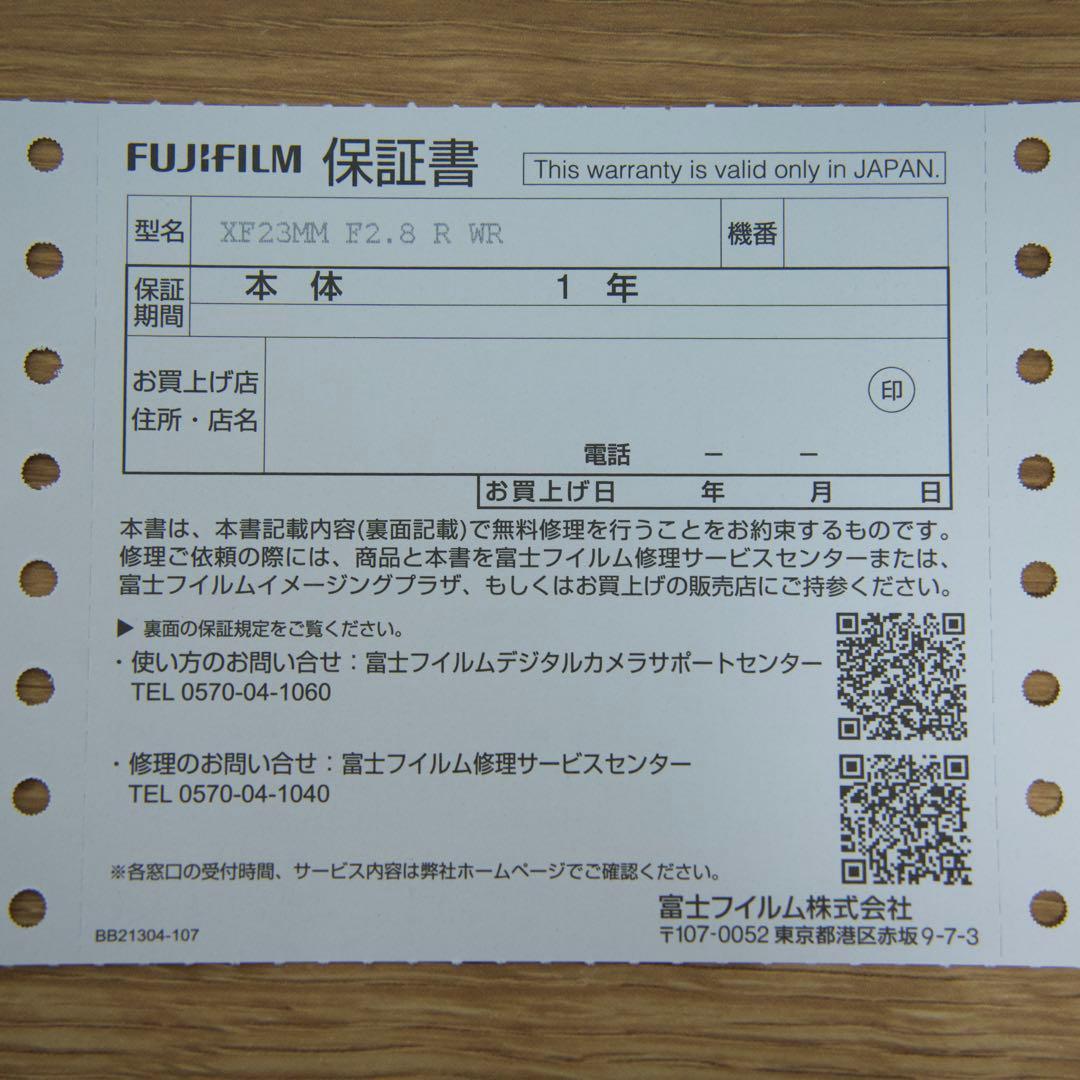 FUJIFILM 保証書 This warranty is valid only in JAPAN.
型名 XF23MM F2.8 R WR 機番
保証期間 本体 1年
お買上げ店
住所・店名
印
電話 － －
お買上げ日 年 月 日
本書は、本書記載内容(裏面記載)で無料修理を行うことをお約束するものです。
修理ご依頼の際には、商品と本書を富士フイルム修理サービスセンターまたは、
富士フイルムイメージングプラザ、もしくはお買上げの販売店にご持参ください。
▶ 裏面の保証規定をご覧ください。
・使い方のお問い合せ：富士フイルムデジタルカメラサポートセンター
TEL 0570-04-1060
・修理のお問い合せ：富士フイルム修理サービスセンター
TEL 0570-04-1040
※各窓口の受付時間、サービス内容は弊社ホームページでご確認ください。
富士フイルム株式会社
BB21304-107
〒107-0052 東京都港区赤坂9-7-3